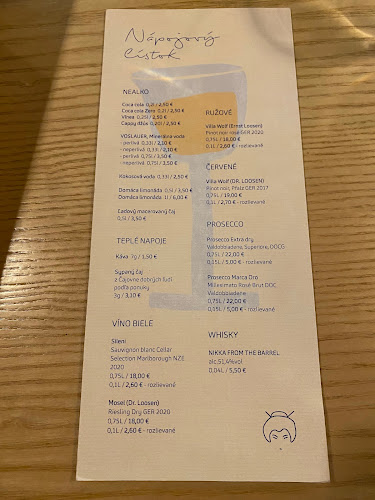 Nápojový
lístok
NEALKO
Coca cola 0,2l / 2,50 €
Coca cola Zero 0,2l / 2,50 €
Vinea 0,25l / 2,50 €
Cappy džús 0,20l / 2,50 €
VÖSLAUER, Minerálna voda
- perlivá 0,33l / 2,10 €
- neperlivá 0,33l / 2,10 €
- perlivá 0,75l / 3,50 €
- neperlivá 0,75l / 3,50 €
Kokosová voda 0,33l / 2,50 €
Domáca limonáda 0,5l / 3,50 €
Domáca limonáda 1l / 6,00 €
Ľadový macerovaný čaj
0,5l / 3,50 €
TEPLÉ NAPOJE
Káva 7g / 1,50 €
Sypaný čaj
z Čajovne dobrých ľudí
podľa ponuky
3g / 3,10 €
VÍNO BIELE
Sileni
Sauvignon blanc Cellar
Selection Marlborough NZE
2020
0,75L / 18,00 €
0,1L / 2,60 € - rozlievané
Mosel (Dr. Loosen)
Riesling Dry GER 2020
0,75L / 18,00 €
0,1L / 2,60 € - rozlievané
RUŽOVÉ
Villa Wolf (Ernst Loosen)
Pinot noir rosé GER 2020
0,75L / 18,00 €
0,1L / 2,60 € - rozlievané
ČERVENÉ
Villa Wolf (DR. LOOSEN)
Pinot noir, Pfalz GER 2017
0,75L / 19,00 €
0,1L / 2,70 € - rozlievané
PROSECCO
Prosecco Extra dry
Valdobbiadene, Superiore, DOCG
0,75L / 22,00 €
0,15L / 5,00 € - rozlievané
Prosecco Marca Oro
Millesimato Rosé Brut DOC
Valdobbiadene
0,75L / 22,00 €
0,15L / 5,00 € - rozlievané
WHISKY
NIKKA FROM THE BARREL
alc.51,4%vol
0,04L / 5,50 €